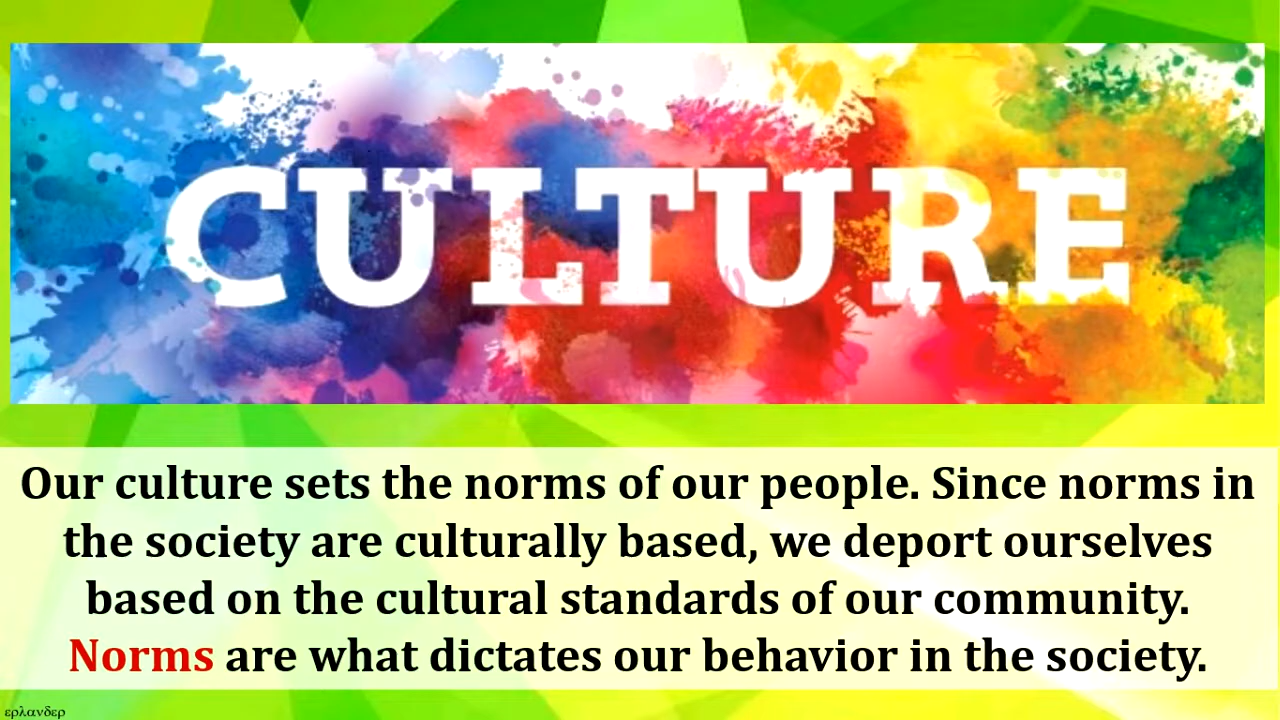 CULTURE
Our culture sets the norms of our people. Since norms in
the society are culturally based, we deport ourselves
based on the cultural standards of our community.
Norms are what dictates our behavior in the society.
ερλανδερ